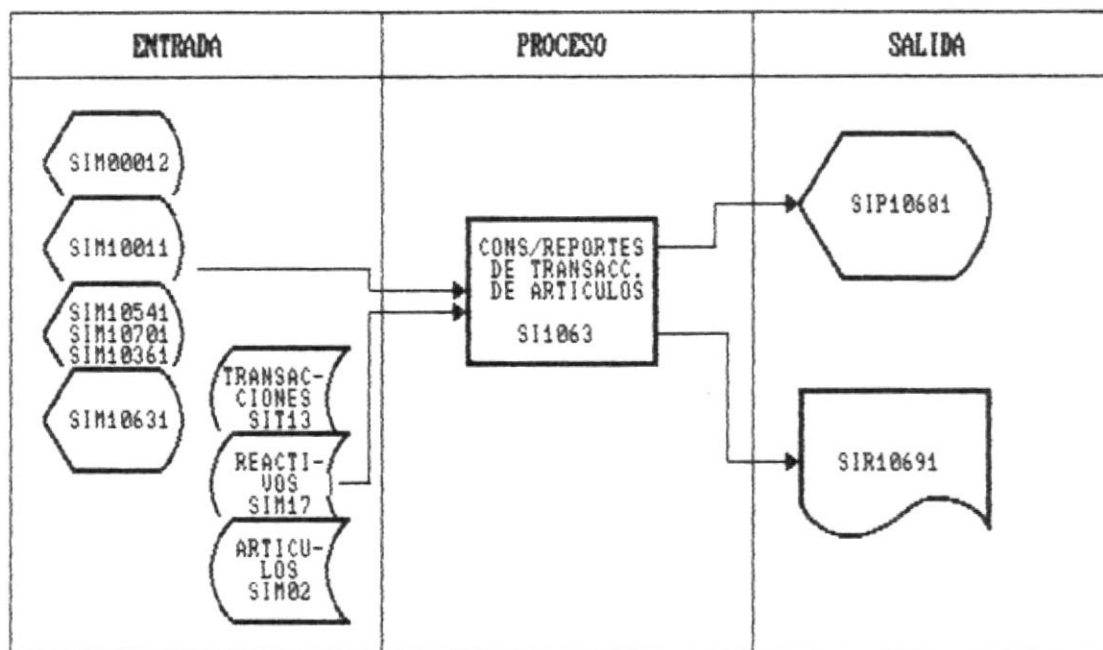 ENTRADA
PROCESO
SALIDA
SIM00012
SIM10011
SIM10541
SIM10701
SIM10361
SIM10631
TRANSAC-
CIONES
SIT13
REACTI-
VOS
SIM17
ARTICU-
LOS
SIM02
CONS/REPORTES
DE TRANSACC.
DE ARTICULOS
SI1063
SIP10681
SIR10691